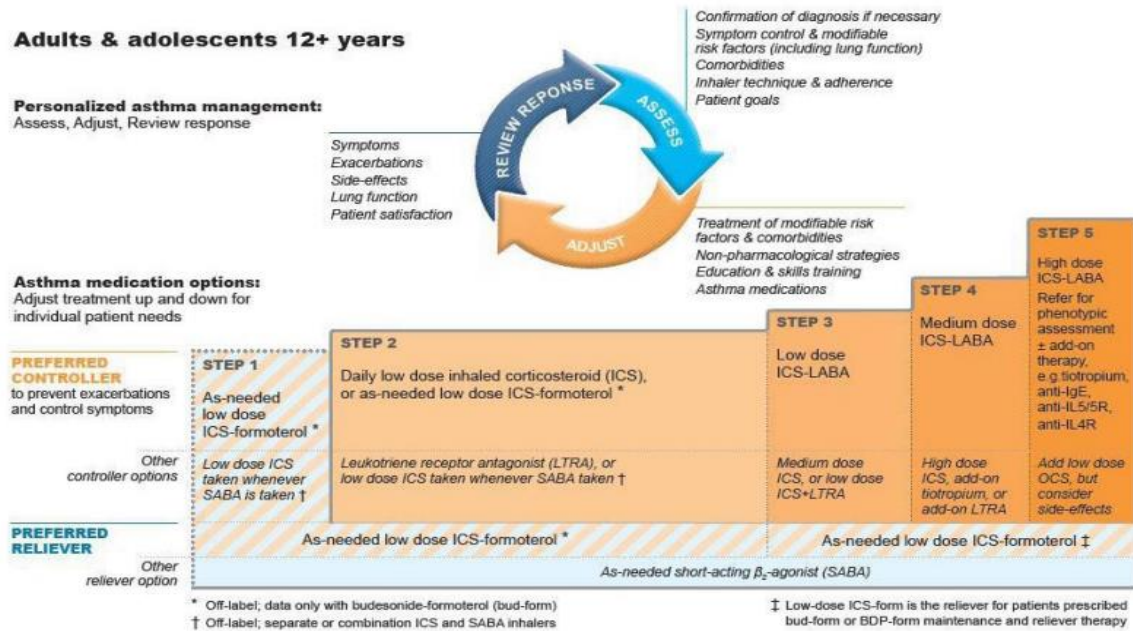 Adults & adolescents 12+ years
Personalized asthma management:
Assess, Adjust, Review response
Confirmation of diagnosis if necessary
Symptom control & modifiable
risk factors (including lung function)
Comorbidities
Inhaler technique & adherence
Patient goals
REVIEW REPONSE
ASSESS
ADJUST
Symptoms
Exacerbations
Side-effects
Lung function
Patient satisfaction
Treatment of modifiable risk
factors & comorbidities
Non-pharmacological strategies
Education & skills training
Asthma medications
Asthma medication options:
Adjust treatment up and down for
individual patient needs
PREFERRED
CONTROLLER
to prevent exacerbations
and control symptoms
STEP 1
As-needed
low dose
ICS-formoterol *
STEP 2
Daily low dose inhaled corticosteroid (ICS),
or as-needed low dose ICS-formoterol *
STEP 3
Low dose
ICS-LABA
STEP 4
Medium dose
ICS-LABA
STEP 5
High dose
ICS-LABA
Refer for
phenotypic
assessment
± add-on
therapy,
e.g.tiotropium,
anti-IgE,
anti-IL5/5R,
anti-IL4R
Other
controller options
Low dose ICS
taken whenever
SABA is taken †
Leukotriene receptor antagonist (LTRA), or
low dose ICS taken whenever SABA taken †
Medium dose
ICS, or low dose
ICS+LTRA
High dose
ICS, add-on
tiotropium, or
add-on LTRA
Add low dose
OCS, but
consider
side-effects
PREFERRED
RELIEVER
As-needed low dose ICS-formoterol *
As-needed low dose ICS-formoterol ‡
Other
reliever option
As-needed short-acting β₂-agonist (SABA)
* Off-label; data only with budesonide-formoterol (bud-form)
† Off-label; separate or combination ICS and SABA inhalers
‡ Low-dose ICS-form is the reliever for patients prescribed
bud-form or BDP-form maintenance and reliever therapy